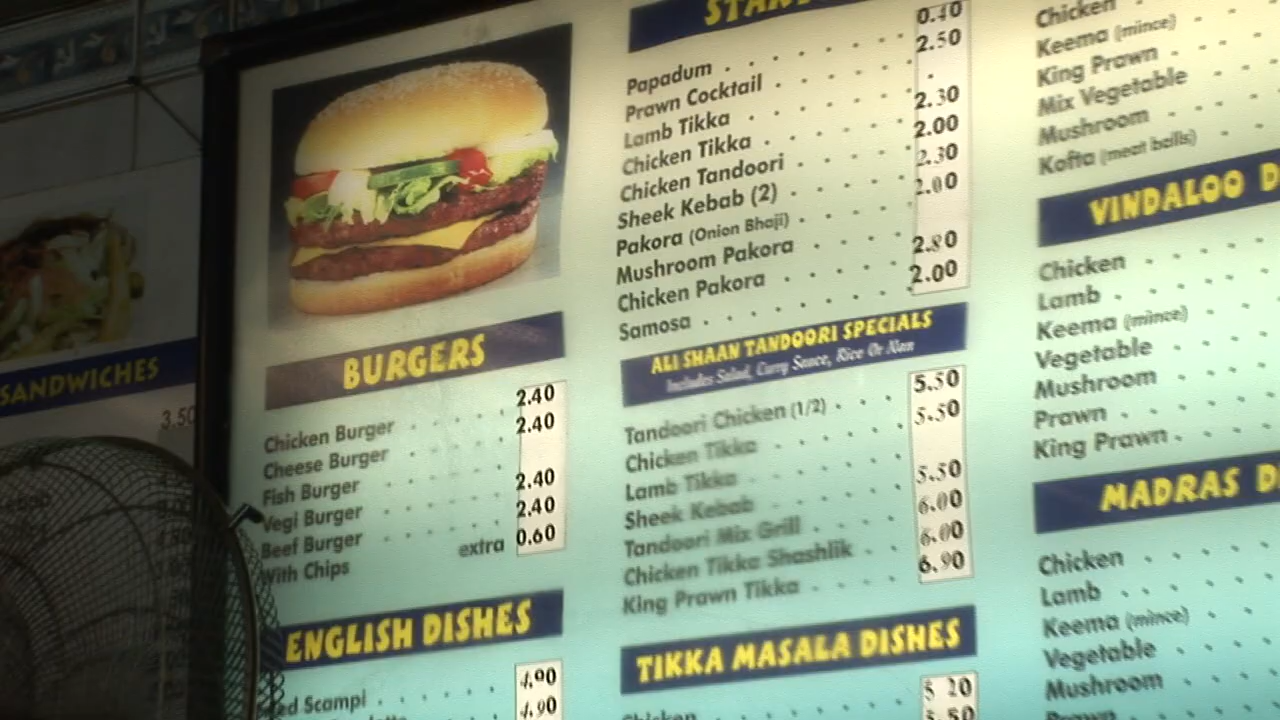 SANDWICHES
3.50
BURGERS
Chicken Burger 2.40
Cheese Burger 2.40
Fish Burger
Vegi Burger 2.40
Beef Burger 2.40
With Chips extra 0.60
ENGLISH DISHES
Scampi 4.90
4.90
Papadum 0.40
Prawn Cocktail 2.50
Lamb Tikka
Chicken Tikka 2.30
Chicken Tandoori 2.00
Sheek Kebab (2) 2.30
Pakora (Onion Bhaji) 2.00
Mushroom Pakora
Chicken Pakora 2.80
Samosa 2.00
ALI SHAAN TANDOORI SPECIALS
Includes Salad, Curry Sauce, Rice Or Nan
Tandoori Chicken (1/2) 5.50
Chicken Tikka 5.50
Lamb Tikka
Sheek Kebab 5.50
Tandoori Mix Grill 6.00
Chicken Tikka Shashlik 6.00
King Prawn Tikka 6.90
TIKKA MASALA DISHES
Chicken 5 20
5.50
Chicken
Keema (mince)
King Prawn
Mix Vegetable
Mushroom
Kofta (meat balls)
VINDALOO D
Chicken
Lamb
Keema (mince)
Vegetable
Mushroom
Prawn
King Prawn
MADRAS D
Chicken
Lamb
Keema (mince)
Vegetable
Mushroom
Prawn